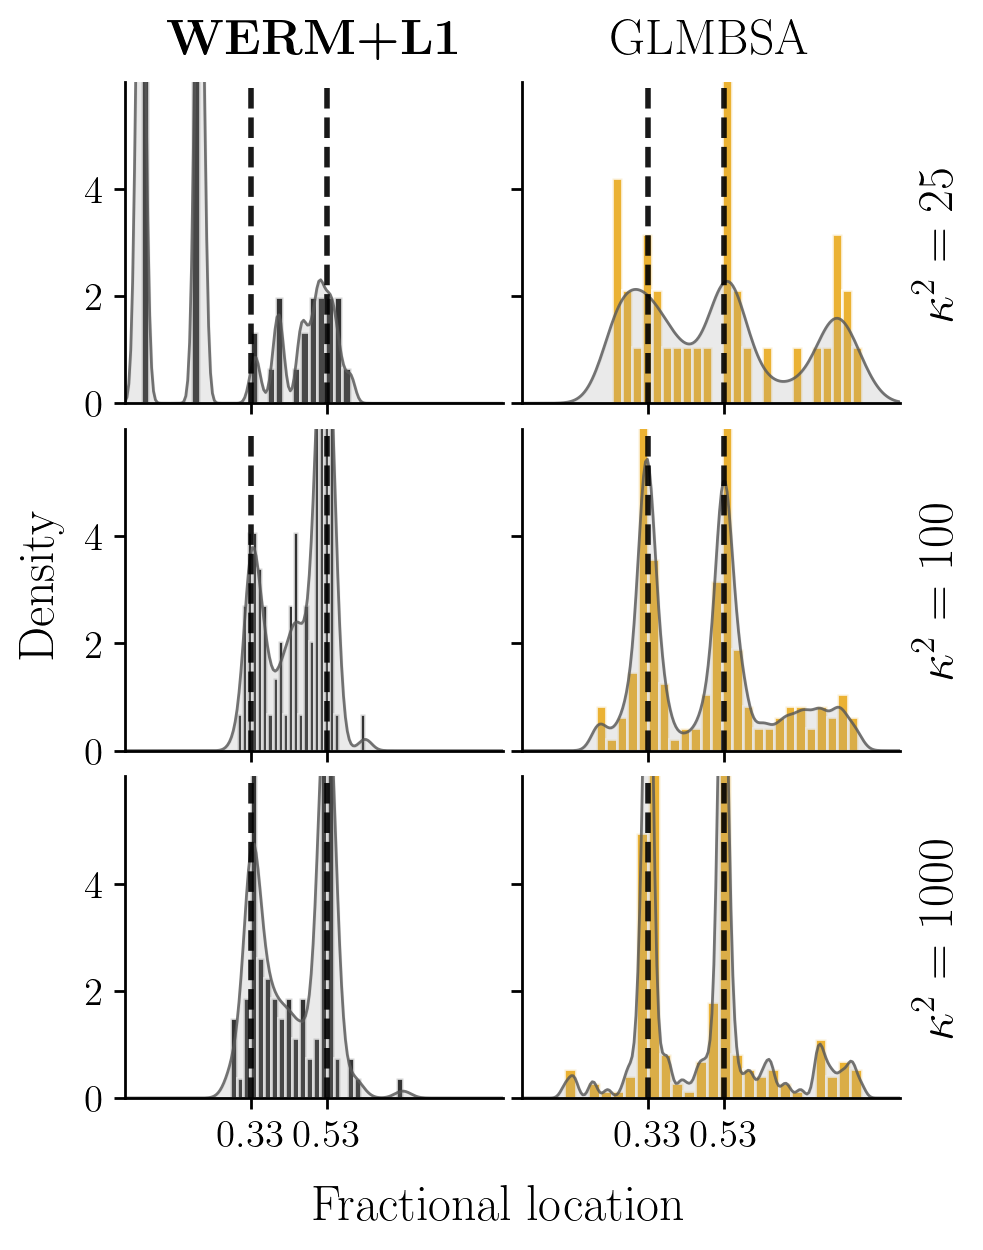 WERM+L1
GLMBSA
4
2
0
κ² = 25
Density
4
2
0
κ² = 100
4
2
0
κ² = 1000
0.33 0.53
0.33 0.53
Fractional location